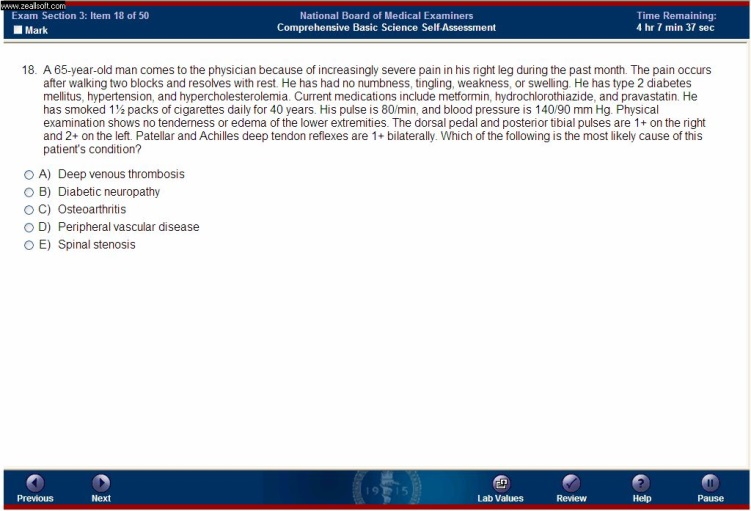 www.zeallsoft.com
Exam Section 3: Item 18 of 50
National Board of Medical Examiners
Time Remaining:
Mark
Comprehensive Basic Science Self-Assessment
4 hr 7 min 37 sec
18. A 65-year-old man comes to the physician because of increasingly severe pain in his right leg during the past month. The pain occurs
after walking two blocks and resolves with rest. He has had no numbness, tingling, weakness, or swelling. He has type 2 diabetes
mellitus, hypertension, and hypercholesterolemia. Current medications include metformin, hydrochlorothiazide, and pravastatin. He
has smoked 1½ packs of cigarettes daily for 40 years. His pulse is 80/min, and blood pressure is 140/90 mm Hg. Physical
examination shows no tenderness or edema of the lower extremities. The dorsal pedal and posterior tibial pulses are 1+ on the right
and 2+ on the left. Patellar and Achilles deep tendon reflexes are 1+ bilaterally. Which of the following is the most likely cause of this
patient's condition?
A) Deep venous thrombosis
B) Diabetic neuropathy
C) Osteoarthritis
D) Peripheral vascular disease
E) Spinal stenosis
1915
Previous
Next
Lab Values
Review
Help
Pause